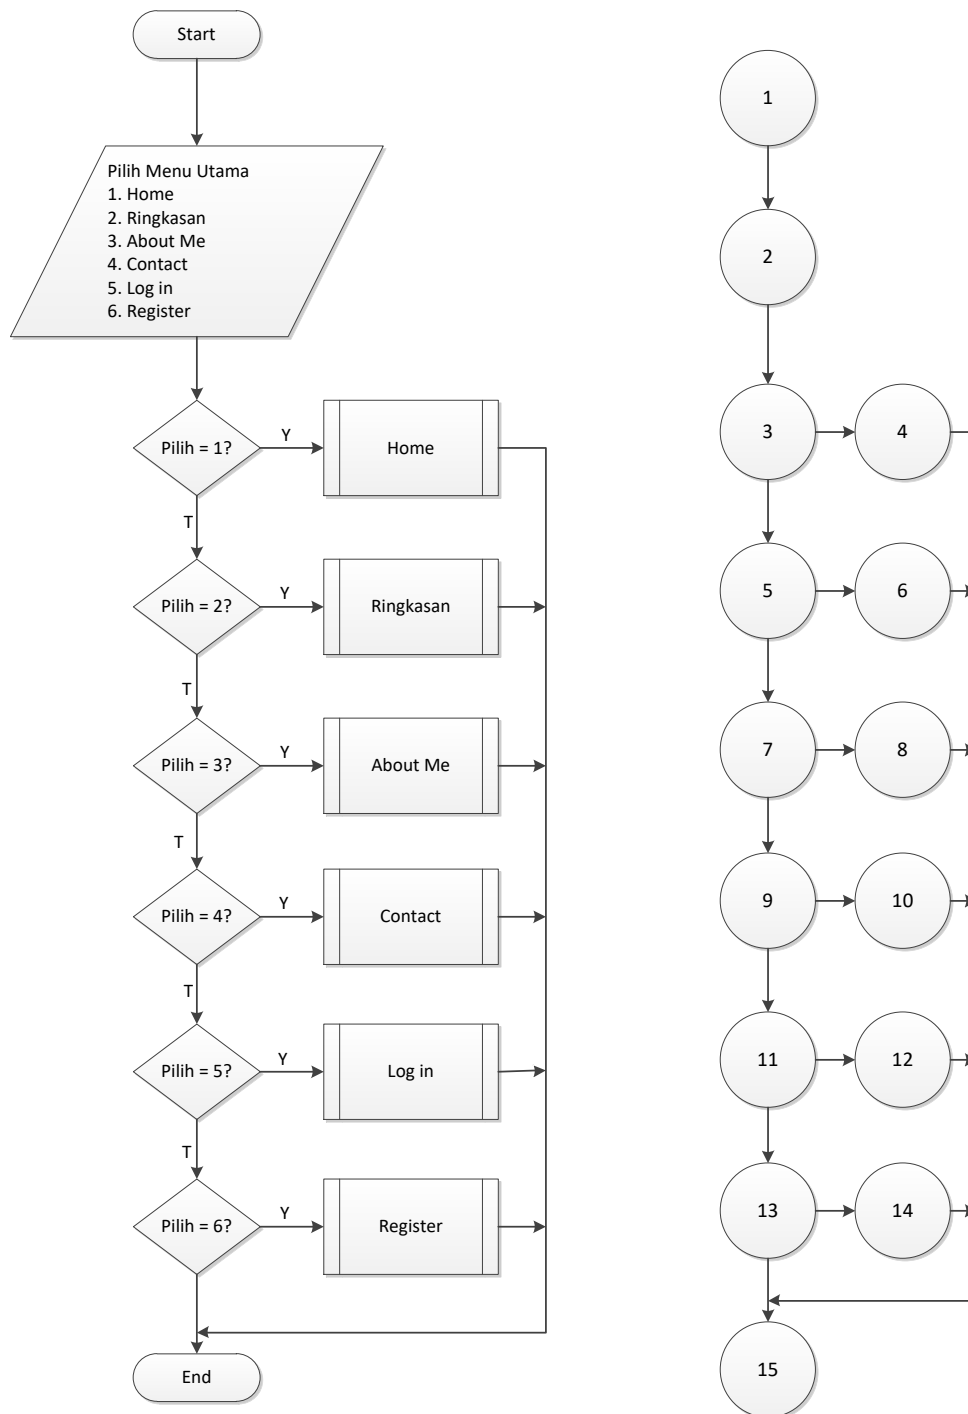 Start
Pilih Menu Utama
1. Home
2. Ringkasan
3. About Me
4. Contact
5. Log in
6. Register
Pilih = 1?
Y
Home
T
Pilih = 2?
Y
Ringkasan
T
Pilih = 3?
Y
About Me
T
Pilih = 4?
Y
Contact
T
Pilih = 5?
Y
Log in
T
Pilih = 6?
Y
Register
End
1
2
3
4
5
6
7
8
9
10
11
12
13
14
15